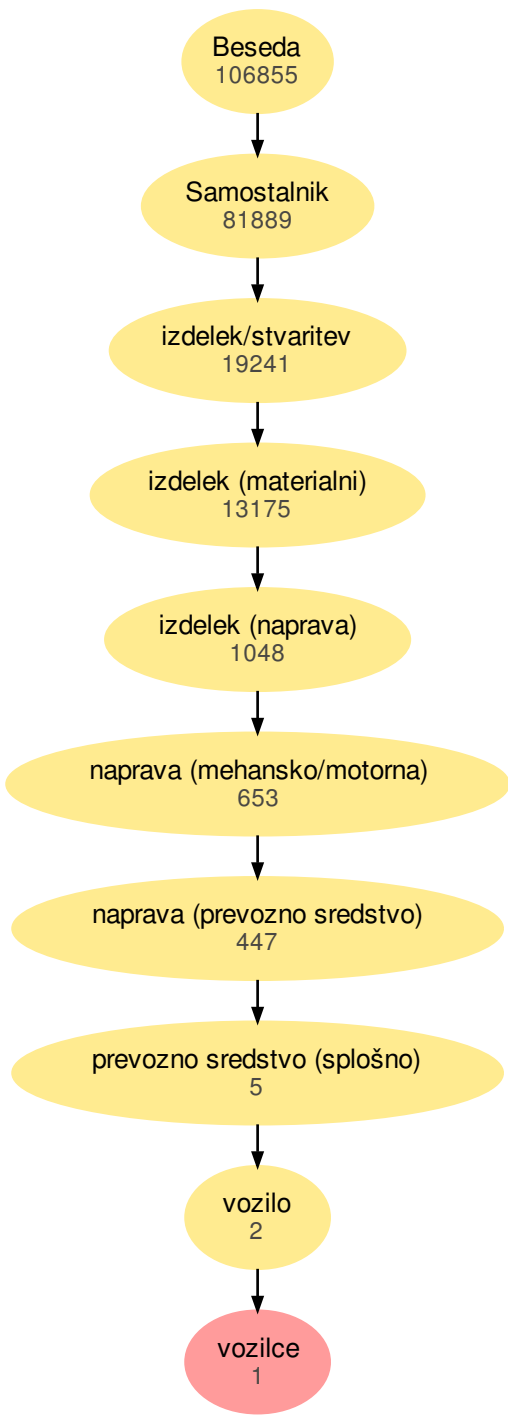 Beseda
106855
Samostalnik
81889
izdelek/stvaritev
19241
izdelek (materialni)
13175
izdelek (naprava)
1048
naprava (mehansko/motorna)
653
naprava (prevozno sredstvo)
447
prevozno sredstvo (splošno)
5
vozilo
2
vozilce
1